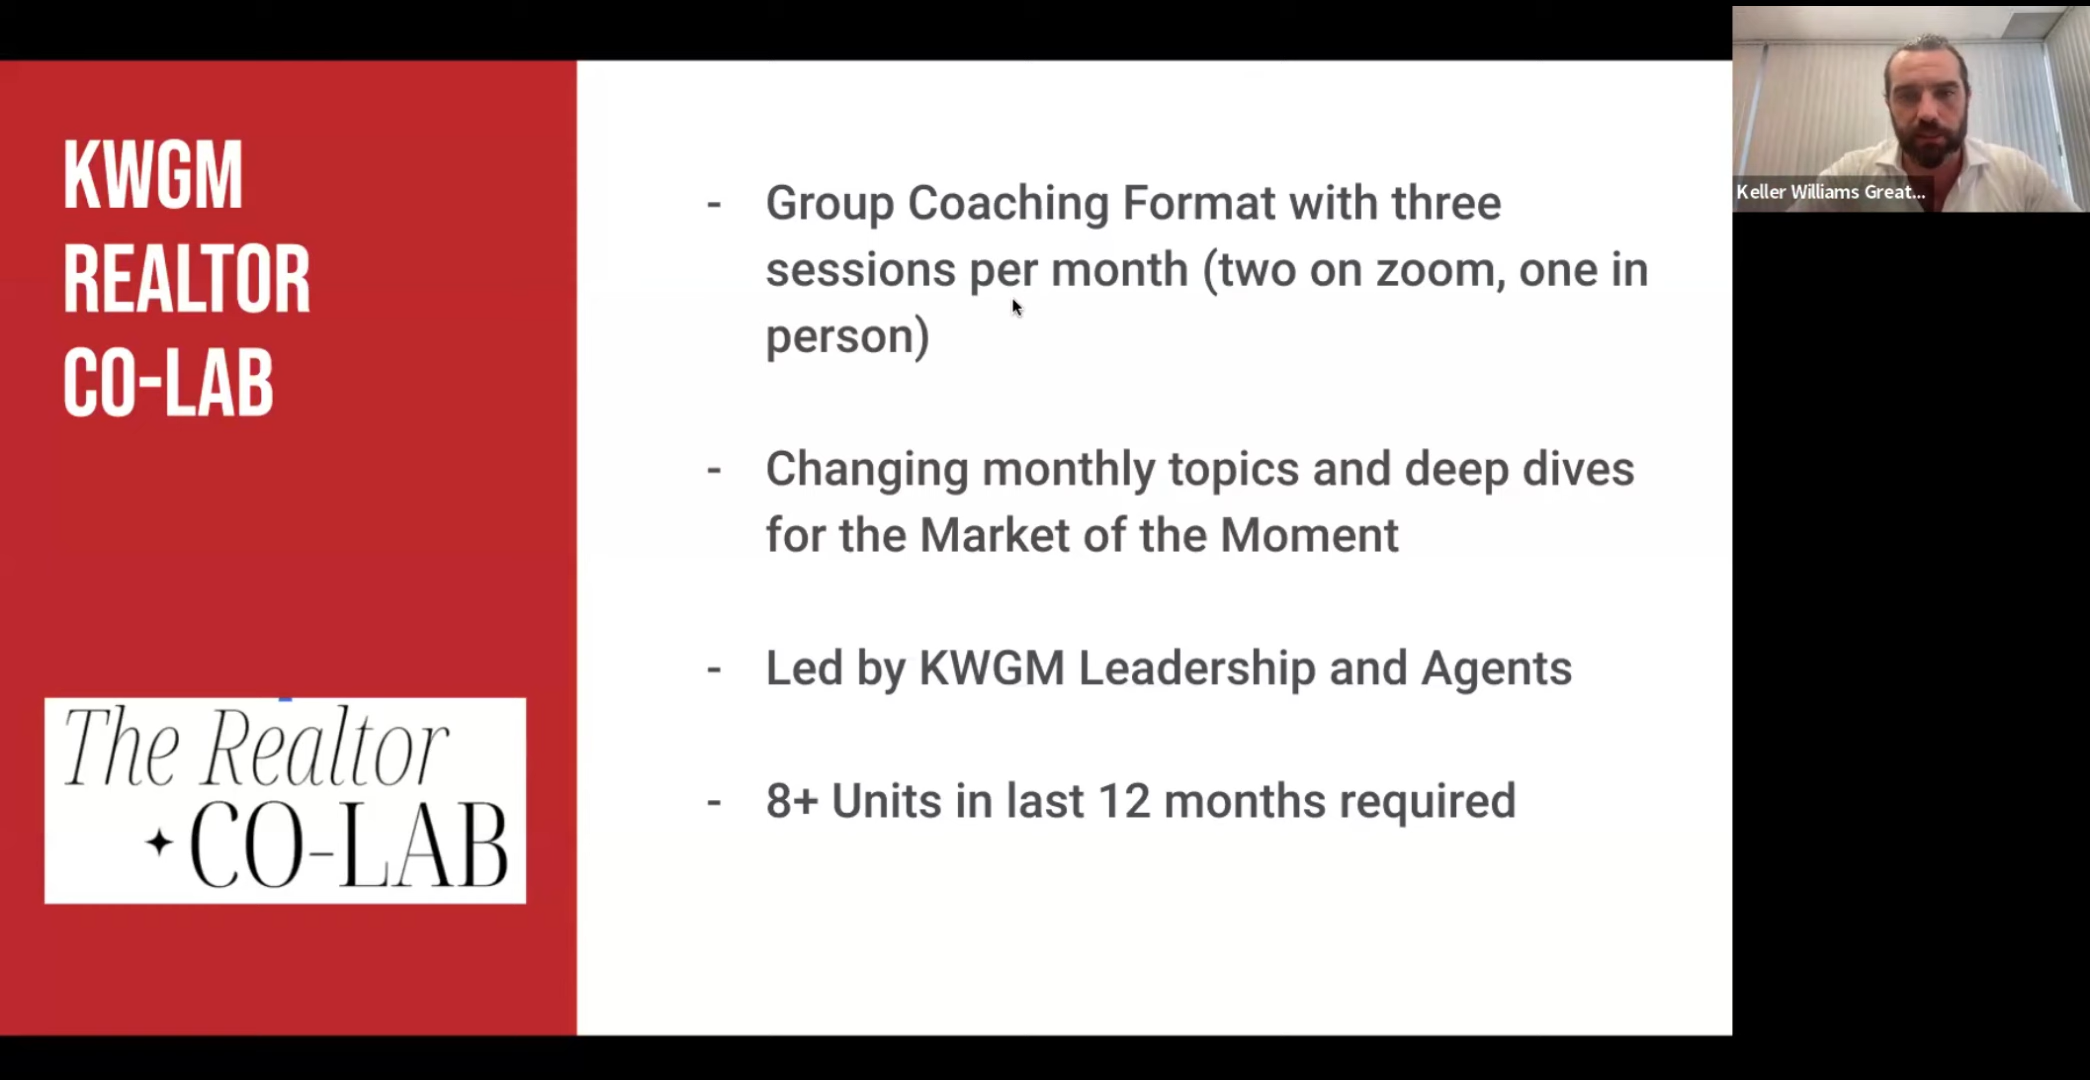 KWGM
REALTOR
CO-LAB
The Realtor
CO-LAB
- Group Coaching Format with three
sessions per month (two on zoom, one in
person)
- Changing monthly topics and deep dives
for the Market of the Moment
- Led by KWGM Leadership and Agents
- 8+ Units in last 12 months required
Keller Williams Great...